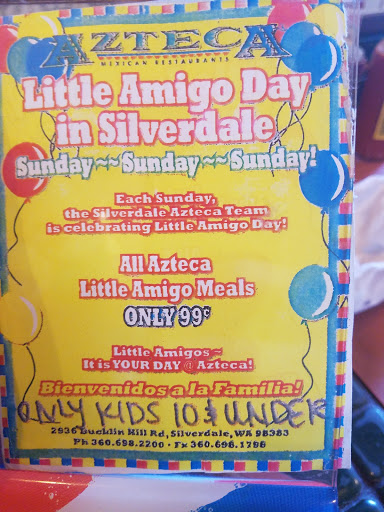 AZTECA
MEXICAN RESTAURANTS
Little Amigo Day
in Silverdale
Sunday~~Sunday~~Sunday!
Each Sunday,
the Silverdale Azteca Team
is celebrating Little Amigo Day!
All Azteca
Little Amigo Meals
ONLY 99¢
Little Amigos ~
It is YOUR DAY @ Azteca!
Bienvenidos a la Familia!
ONLY KIDS 10 & UNDER
2936 Bucklin Hill Rd, Silverdale, WA 98383
Ph 360.698.2200 · Fx 360.698.1798